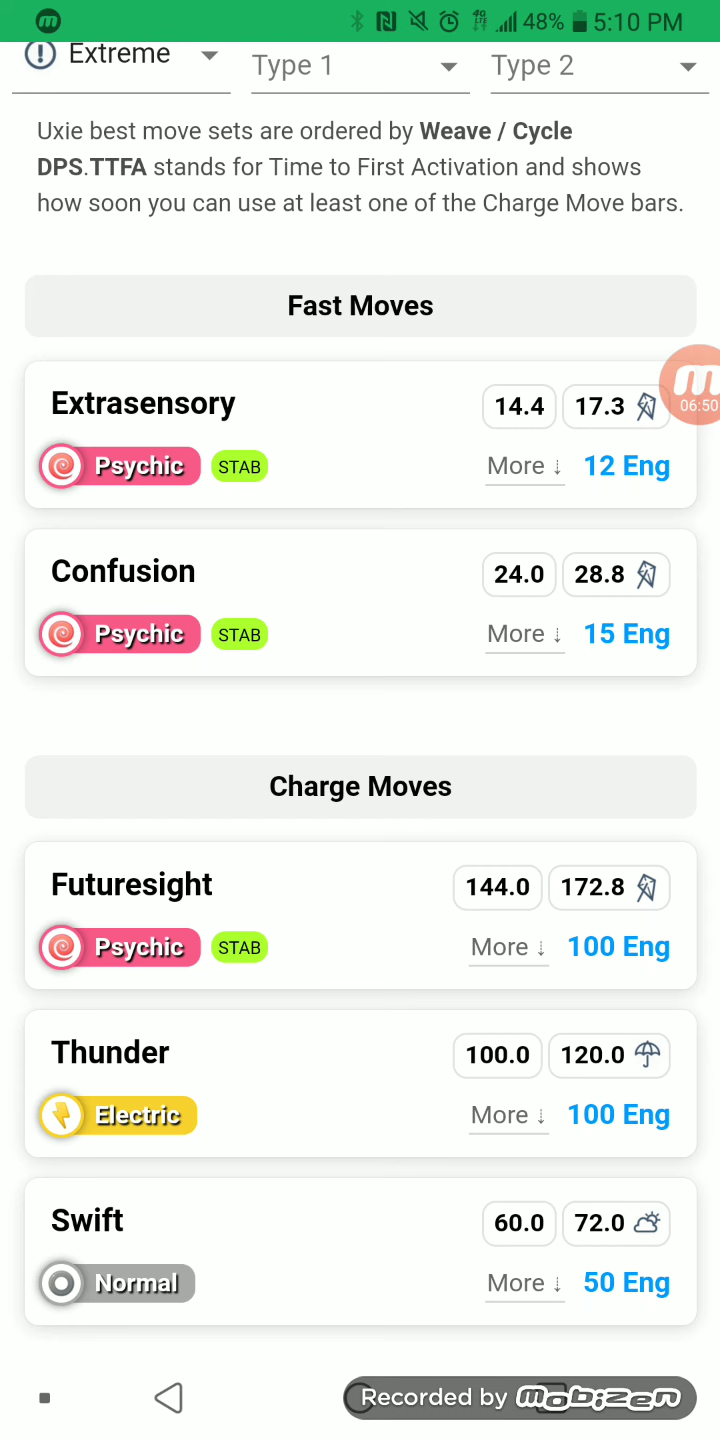 48% 5:10 PM
Extreme Type 1 Type 2
Uxie best move sets are ordered by Weave / Cycle
DPS.TTFA stands for Time to First Activation and shows
how soon you can use at least one of the Charge Move bars.
Fast Moves
Extrasensory 14.4 17.3
06:50
Psychic STAB More ↓ 12 Eng
Confusion 24.0 28.8
Psychic STAB More ↓ 15 Eng
Charge Moves
Futuresight 144.0 172.8
Psychic STAB More ↓ 100 Eng
Thunder 100.0 120.0
Electric More ↓ 100 Eng
Swift 60.0 72.0
Normal More ↓ 50 Eng
Recorded by mobizen